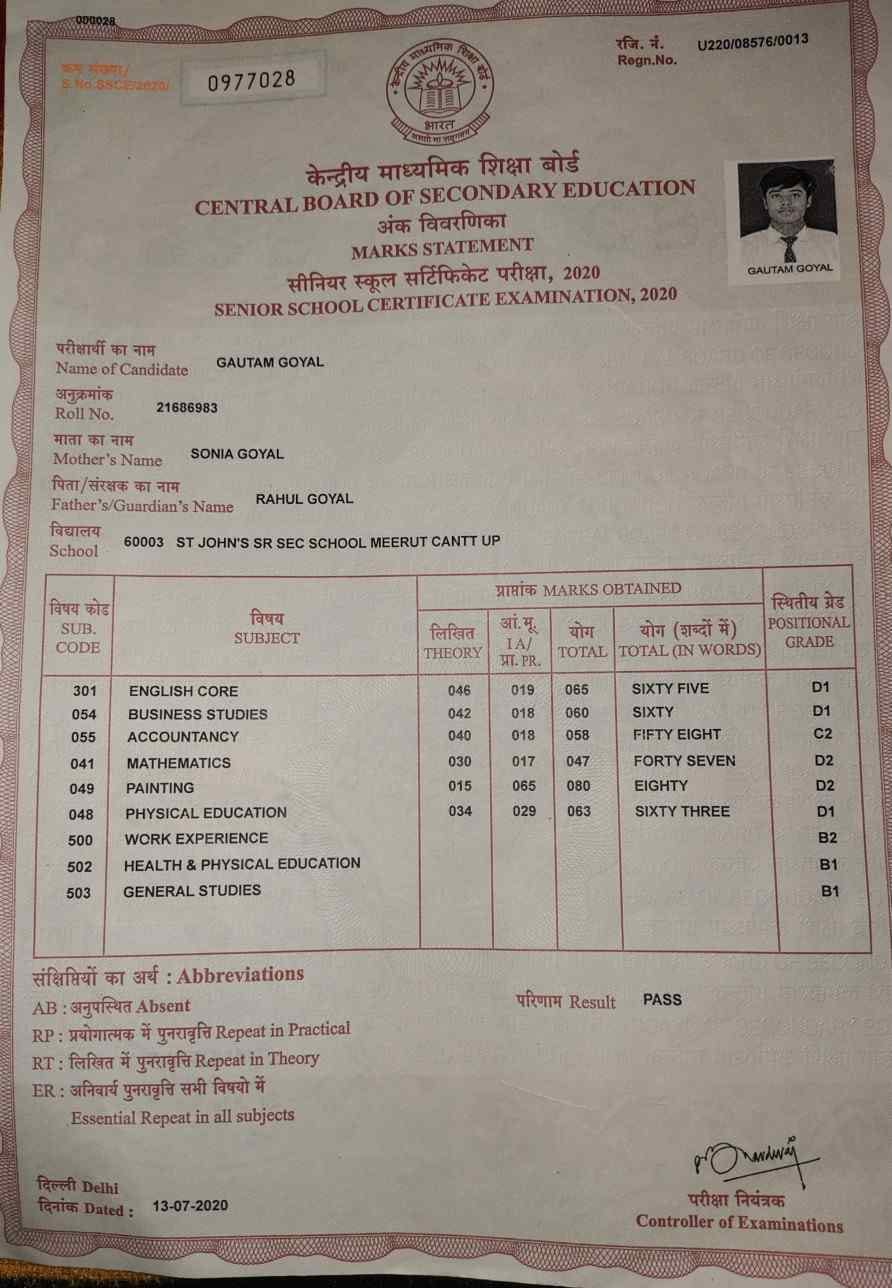 000028
क्रम संख्या/
S.No.SSCE/2020/
0977028
रजि. नं.
Regn.No.
U220/08576/0013
केन्द्रीय माध्यमिक शिक्षा बोर्ड
भारत
असतो मा सद्गमय
केन्द्रीय माध्यमिक शिक्षा बोर्ड
CENTRAL BOARD OF SECONDARY EDUCATION
अंक विवरणिका
MARKS STATEMENT
सीनियर स्कूल सर्टिफिकेट परीक्षा, 2020
SENIOR SCHOOL CERTIFICATE EXAMINATION, 2020
GAUTAM GOYAL
परीक्षार्थी का नाम
Name of Candidate GAUTAM GOYAL
अनुक्रमांक
Roll No. 21686983
माता का नाम
Mother's Name SONIA GOYAL
पिता/संरक्षक का नाम
Father's/Guardian's Name RAHUL GOYAL
विद्यालय
School 60003 ST JOHN'S SR SEC SCHOOL MEERUT CANTT UP
विषय कोड
SUB.
CODE
विषय
SUBJECT
प्राप्तांक MARKS OBTAINED
लिखित
THEORY
आं.मू.
I A/
प्रा. PR.
योग
TOTAL
योग (शब्दों में)
TOTAL (IN WORDS)
स्थितीय ग्रेड
POSITIONAL
GRADE
301 ENGLISH CORE 046 019 065 SIXTY FIVE D1
054 BUSINESS STUDIES 042 018 060 SIXTY D1
055 ACCOUNTANCY 040 018 058 FIFTY EIGHT C2
041 MATHEMATICS 030 017 047 FORTY SEVEN D2
049 PAINTING 015 065 080 EIGHTY D2
048 PHYSICAL EDUCATION 034 029 063 SIXTY THREE D1
500 WORK EXPERIENCE B2
502 HEALTH & PHYSICAL EDUCATION B1
503 GENERAL STUDIES B1
संक्षिप्तियों का अर्थ : Abbreviations
AB : अनुपस्थित Absent
RP : प्रयोगात्मक में पुनरावृत्ति Repeat in Practical
RT : लिखित में पुनरावृत्ति Repeat in Theory
ER : अनिवार्य पुनरावृत्ति सभी विषयो में
Essential Repeat in all subjects
परिणाम Result PASS
दिल्ली Delhi
दिनांक Dated : 13-07-2020
परीक्षा नियंत्रक
Controller of Examinations